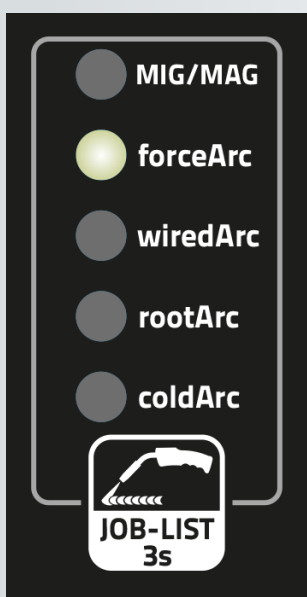 MIG/MAG
forceArc
wiredArc
rootArc
coldArc
JOB-LIST
3s